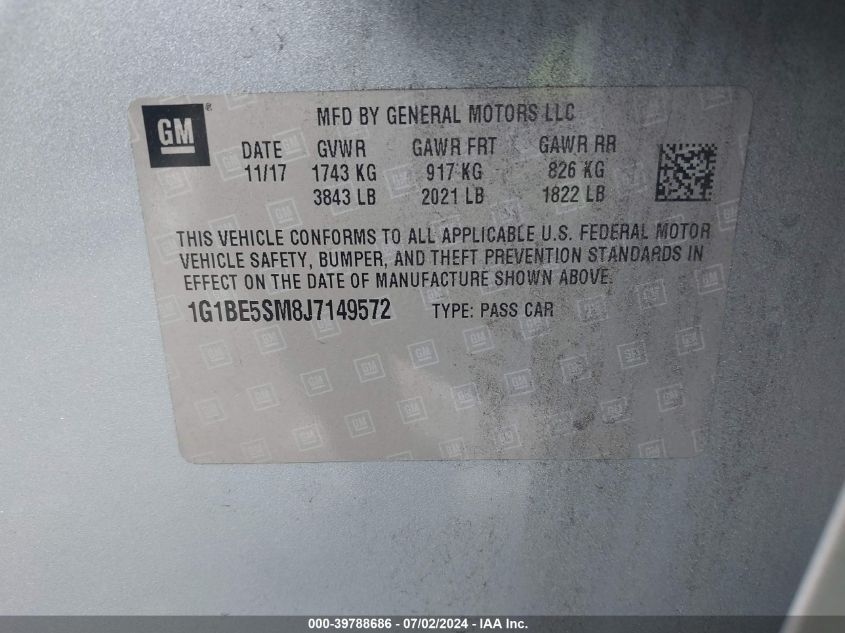 GM ®
MFD BY GENERAL MOTORS LLC
DATE GVWR GAWR FRT GAWR RR
11/17 1743 KG 917 KG 826 KG
3843 LB 2021 LB 1822 LB
THIS VEHICLE CONFORMS TO ALL APPLICABLE U.S. FEDERAL MOTOR
VEHICLE SAFETY, BUMPER, AND THEFT PREVENTION STANDARDS IN
EFFECT ON THE DATE OF MANUFACTURE SHOWN ABOVE.
1G1BE5SM8J7149572 TYPE: PASS CAR
000-39788686 - 07/02/2024 - IAA Inc.